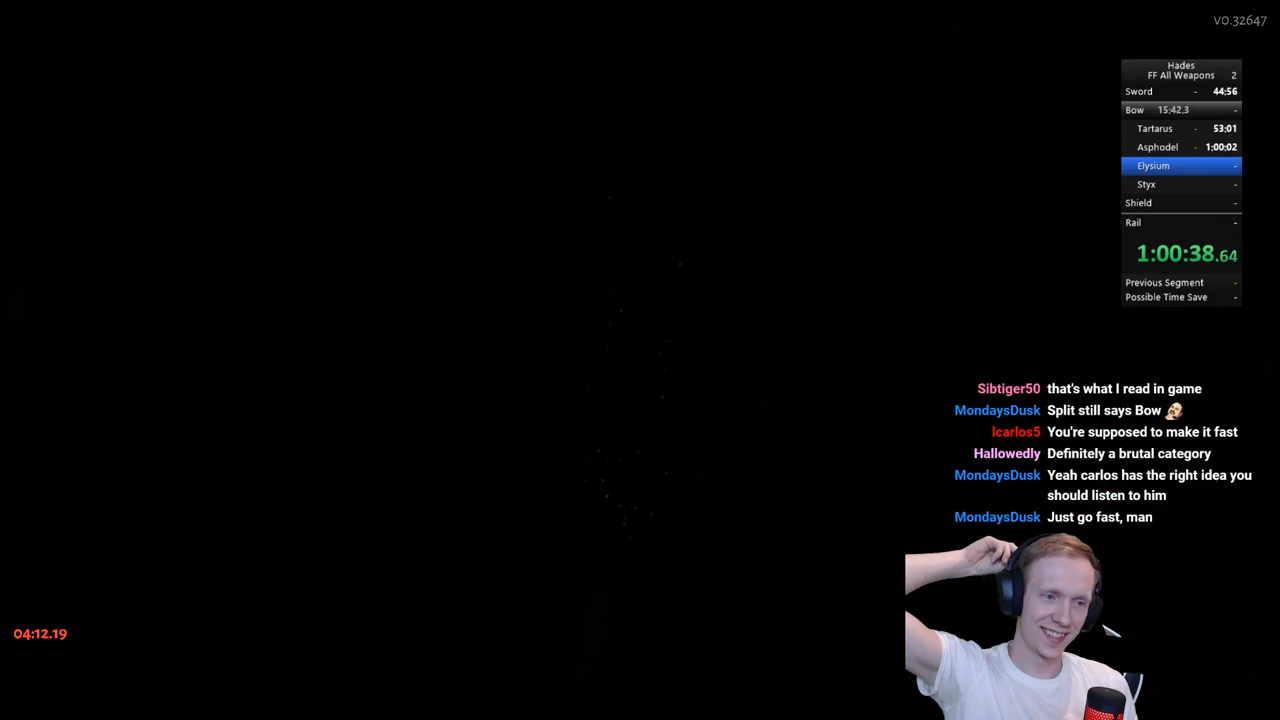 V0.32647
Hades
FF All Weapons 2
Sword - 44:56
Bow 15:42.3 -
Tartarus - 53:01
Asphodel - 1:00:02
Elysium -
Styx -
Shield -
Rail -
1:00:38.64
Previous Segment -
Possible Time Save -
Sibtiger50 that's what I read in game
MondaysDusk Split still says Bow
Icarlos5 You're supposed to make it fast
Hallowedly Definitely a brutal category
MondaysDusk Yeah carlos has the right idea you
should listen to him
MondaysDusk Just go fast, man
04:12.19